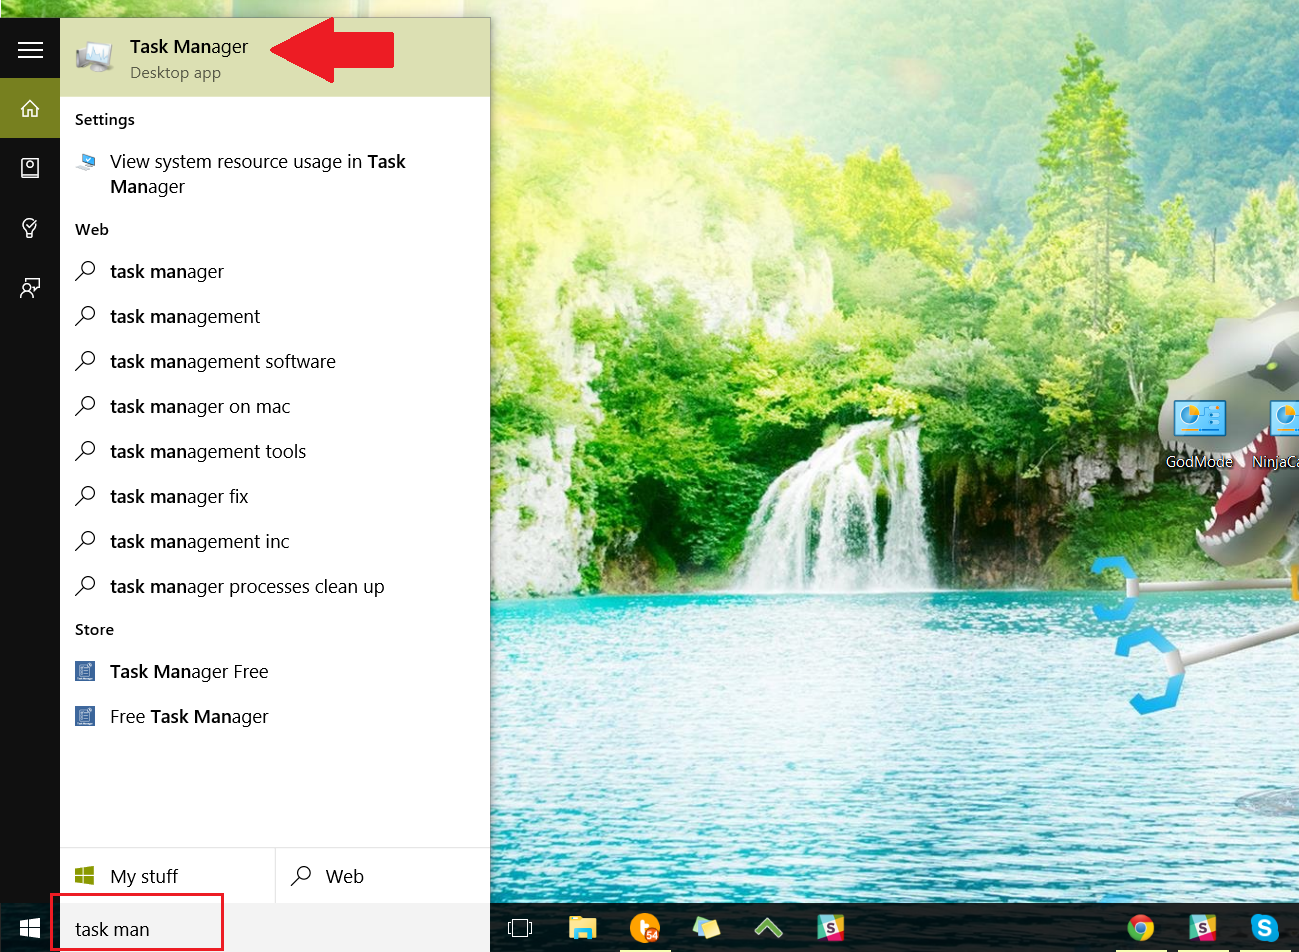 Task Manager
Desktop app
Settings
View system resource usage in Task
Manager
Web
task manager
task management
task management software
task manager on mac
task management tools
task manager fix
task management inc
task manager processes clean up
Store
Task Manager Free
Free Task Manager
My stuff
Web
task man
GodMode
NinjaCa
54